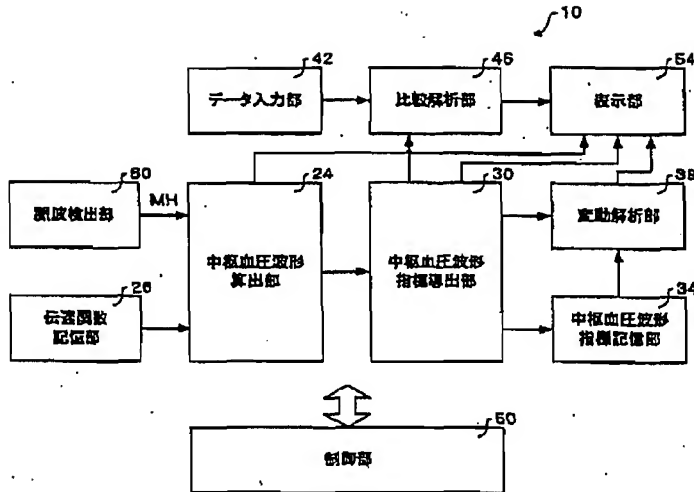 10
42
データ入力部
46
比較解析部
54
表示部
60
脈波検出部
MH
24
中枢血圧波形
算出部
30
中枢血圧波形
指標導出部
38
変動解析部
26
伝達関数
記憶部
34
中枢血圧波形
指標記憶部
50
制御部